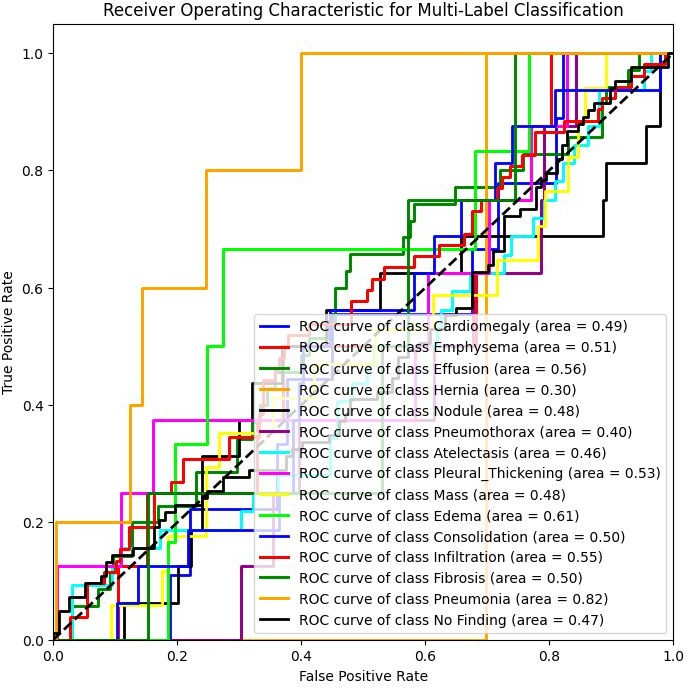 Receiver Operating Characteristic for Multi-Label Classification
True Positive Rate
1.0
0.8
0.6
0.4
0.2
0.0
ROC curve of class Cardiomegaly (area = 0.49)
ROC curve of class Emphysema (area = 0.51)
ROC curve of class Effusion (area = 0.56)
ROC curve of class Hernia (area = 0.30)
ROC curve of class Nodule (area = 0.48)
ROC curve of class Pneumothorax (area = 0.40)
ROC curve of class Atelectasis (area = 0.46)
ROC curve of class Pleural_Thickening (area = 0.53)
ROC curve of class Mass (area = 0.48)
ROC curve of class Edema (area = 0.61)
ROC curve of class Consolidation (area = 0.50)
ROC curve of class Infiltration (area = 0.55)
ROC curve of class Fibrosis (area = 0.50)
ROC curve of class Pneumonia (area = 0.82)
ROC curve of class No Finding (area = 0.47)
0.0 0.2 0.4 0.6 0.8 1.0
False Positive Rate